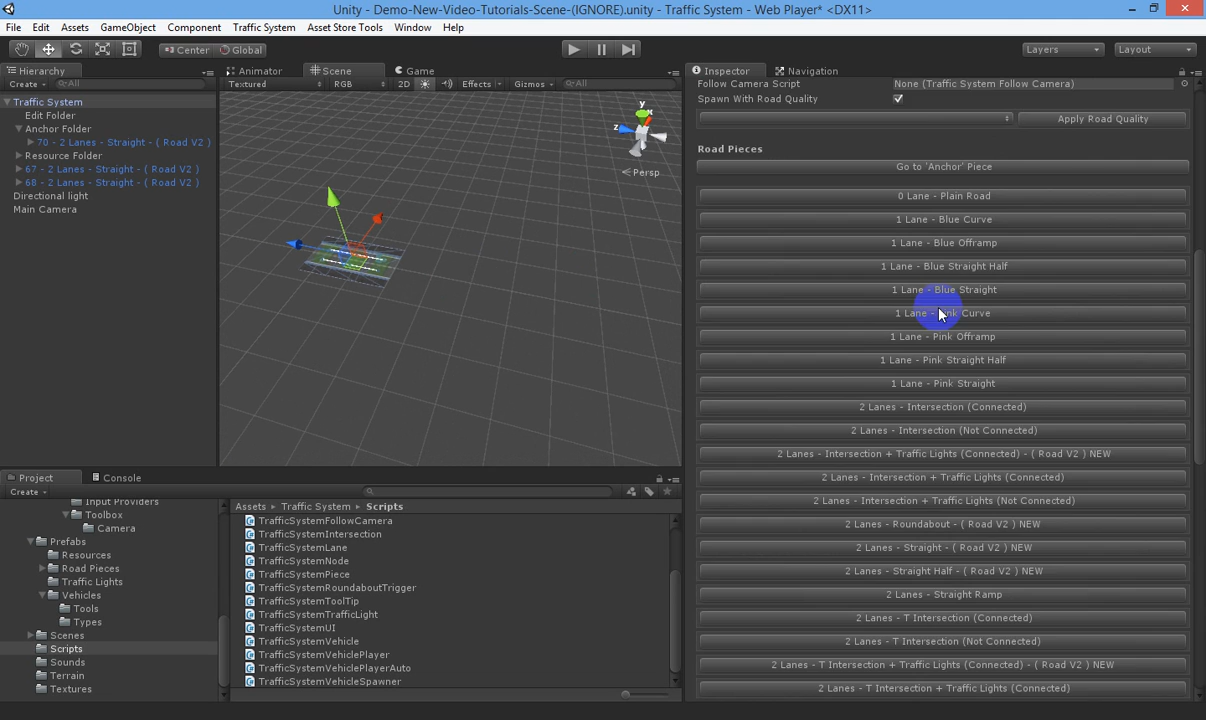 Unity - Demo-New-Video-Tutorials-Scene-(IGNORE).unity - Traffic System - Web Player* <DX11>
File Edit Assets GameObject Component Traffic System Asset Store Tools Window Help
Center Global Layers Layout
Hierarchy
Create All
Traffic System
Edit Folder
Anchor Folder
70 - 2 Lanes - Straight - ( Road V2 )
Resource Folder
67 - 2 Lanes - Straight - ( Road V2 )
68 - 2 Lanes - Straight - ( Road V2 )
Directional light
Main Camera
Animator Scene Game
Textured RGB 2D Effects Gizmos All
y
x
z
Persp
Project Console
Create
Input Providers
Toolbox
Camera
Prefabs
Resources
Road Pieces
Traffic Lights
Vehicles
Tools
Types
Scenes
Scripts
Sounds
Terrain
Textures
Assets Traffic System Scripts
TrafficSystemFollowCamera
TrafficSystemIntersection
TrafficSystemLane
TrafficSystemNode
TrafficSystemPiece
TrafficSystemRoundaboutTrigger
TrafficSystemToolTip
TrafficSystemTrafficLight
TrafficSystemUI
TrafficSystemVehicle
TrafficSystemVehiclePlayer
TrafficSystemVehiclePlayerAuto
TrafficSystemVehicleSpawner
Inspector Navigation
Follow Camera Script None (Traffic System Follow Camera)
Spawn With Road Quality
Apply Road Quality
Road Pieces
Go to 'Anchor' Piece
0 Lane - Plain Road
1 Lane - Blue Curve
1 Lane - Blue Offramp
1 Lane - Blue Straight Half
1 Lane - Blue Straight
1 Lane - Pink Curve
1 Lane - Pink Offramp
1 Lane - Pink Straight Half
1 Lane - Pink Straight
2 Lanes - Intersection (Connected)
2 Lanes - Intersection (Not Connected)
2 Lanes - Intersection + Traffic Lights (Connected) - ( Road V2 ) NEW
2 Lanes - Intersection + Traffic Lights (Connected)
2 Lanes - Intersection + Traffic Lights (Not Connected)
2 Lanes - Roundabout - ( Road V2 ) NEW
2 Lanes - Straight - ( Road V2 ) NEW
2 Lanes - Straight Half - ( Road V2 ) NEW
2 Lanes - Straight Ramp
2 Lanes - T Intersection (Connected)
2 Lanes - T Intersection (Not Connected)
2 Lanes - T Intersection + Traffic Lights (Connected) - ( Road V2 ) NEW
2 Lanes - T Intersection + Traffic Lights (Connected)